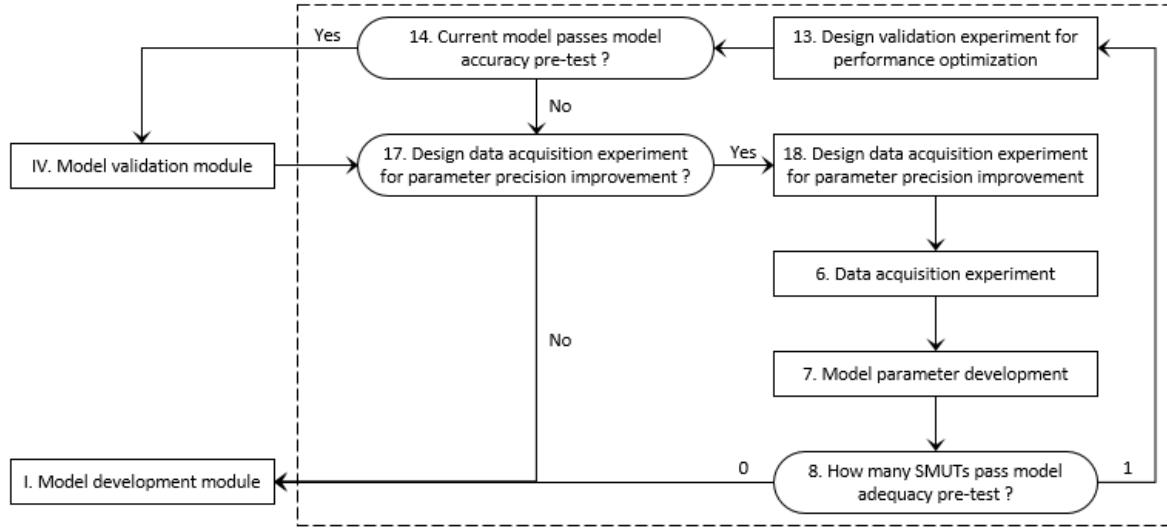 Yes
14. Current model passes model
accuracy pre-test ?
13. Design validation experiment for
performance optimization
No
IV. Model validation module
17. Design data acquisition experiment
for parameter precision improvement ?
Yes
18. Design data acquisition experiment
for parameter precision improvement
6. Data acquisition experiment
No
7. Model parameter development
I. Model development module
0
8. How many SMUTs pass model
adequacy pre-test ?
1